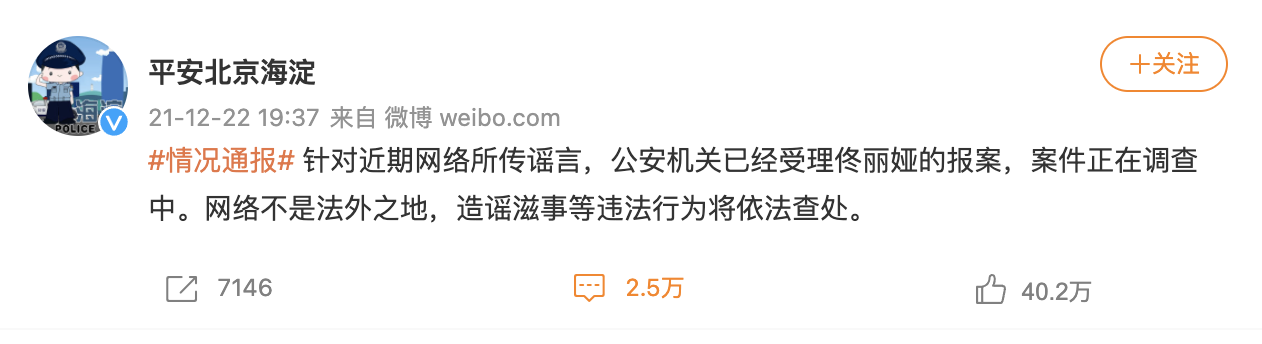 平安北京海淀
+关注
21-12-22 19:37 来自 微博 weibo.com
#情况通报# 针对近期网络所传谣言，公安机关已经受理佟丽娅的报案，案件正在调查
中。网络不是法外之地，造谣滋事等违法行为将依法查处。
7146 2.5万 40.2万
海淀
POLICE